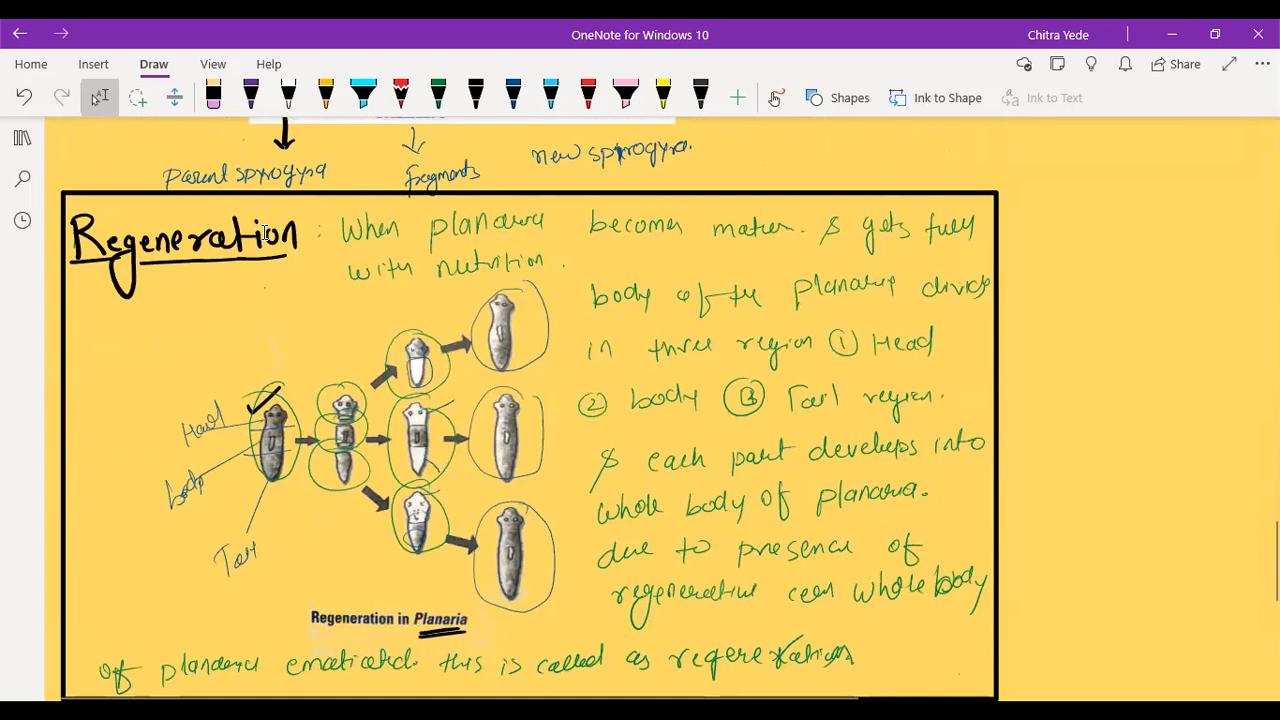 OneNote for Windows 10
Chitra Yede
Home Insert Draw View Help
Share
Shapes Ink to Shape Ink to Text
Parent spyrogyra
fragments
new spyrogyra.
Regeneration : When planaria becomes mature. & gets fully
with nutrition.
body of the planaria divide
in three region ① Head
② body ③ Tail region.
& each part develops into
whole body of planaria.
due to presence of
regenerative cell whole body
of planaria ematiated. this is called as regeneration
Head
body
Tail
Regeneration in Planaria